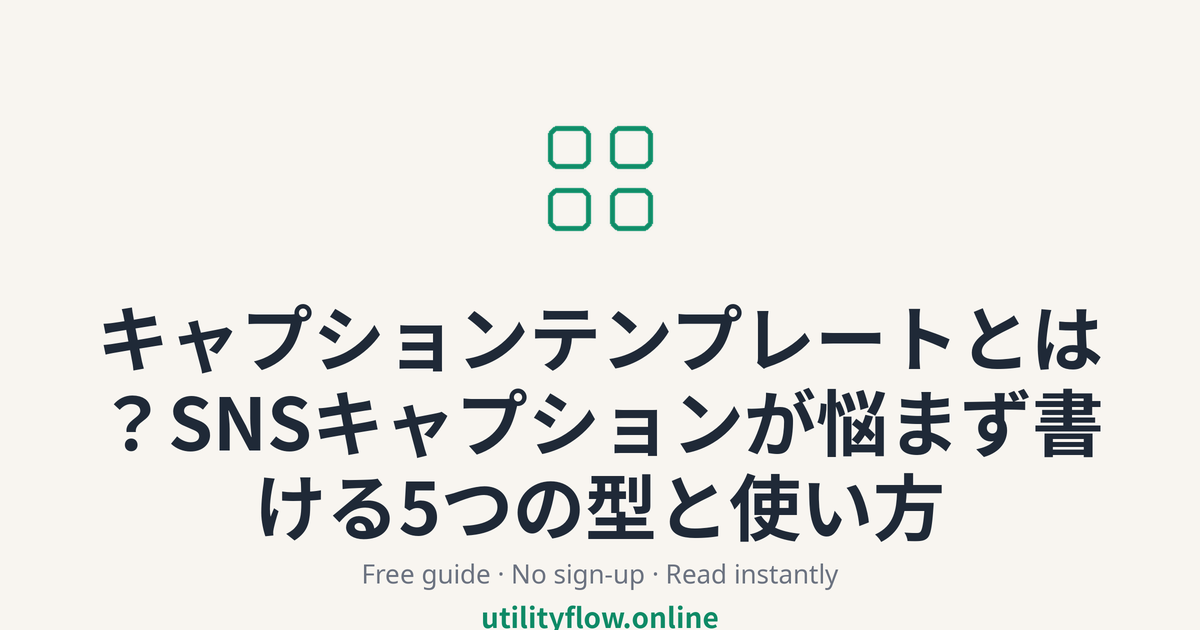 キャプションテンプレートとは
？SNSキャプションが悩まず書
ける5つの型と使い方
Free guide · No sign-up · Read instantly
utilityflow.online